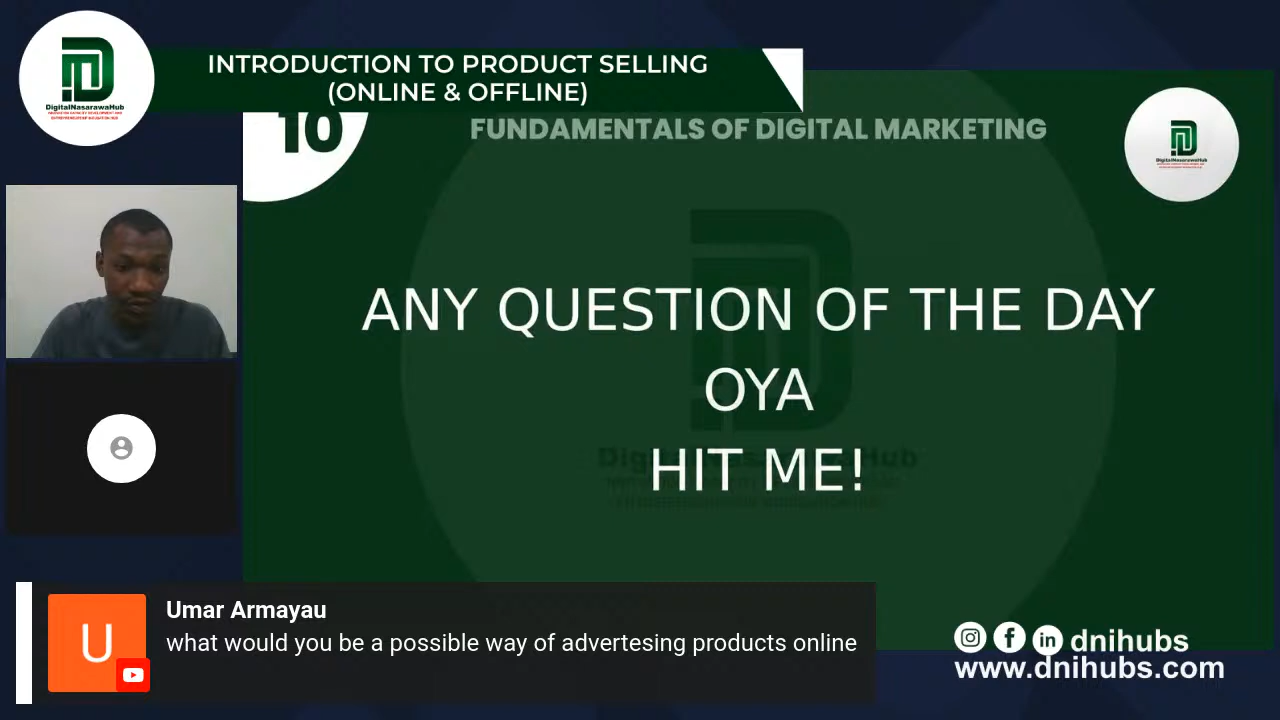 INTRODUCTION TO PRODUCT SELLING
(ONLINE & OFFLINE)
DigitalNasarawaHub
10
FUNDAMENTALS OF DIGITAL MARKETING
DigitalNasarawaHub
ANY QUESTION OF THE DAY
OYA
HIT ME!
DigitalNasarawaHub
U
Umar Armayau
what would you be a possible way of advertesing products online
dnihubs
www.dnihubs.com